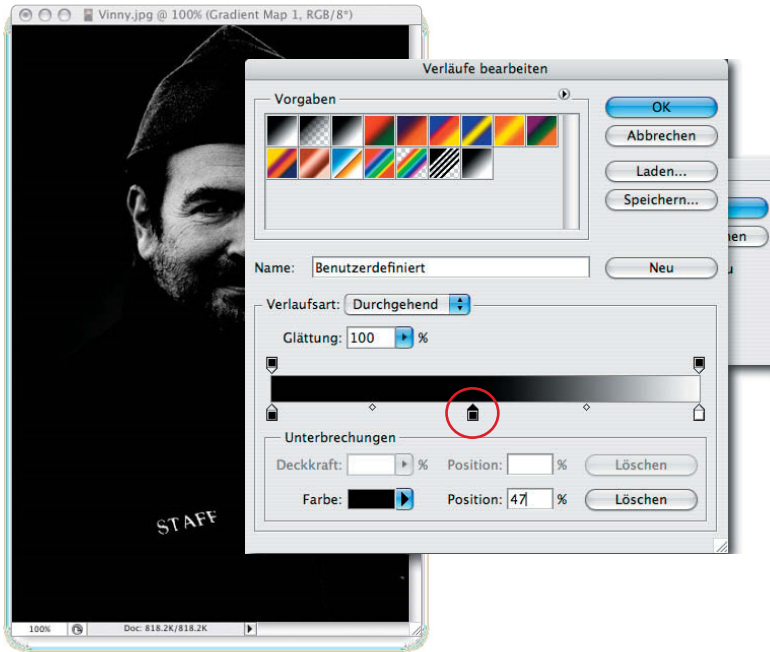 Vinny.jpg @ 100% (Gradient Map 1, RGB/8*)
Verläufe bearbeiten
Vorgaben
OK
Abbrechen
Laden...
Speichern...
Name: Benutzerdefiniert
Neu
Verlaufsart: Durchgehend
Glättung: 100 %
Unterbrechungen
Deckkraft: % Position: % Löschen
Farbe: Position: 47 % Löschen
STAFF
100% Doc: 818.2K/818.2K